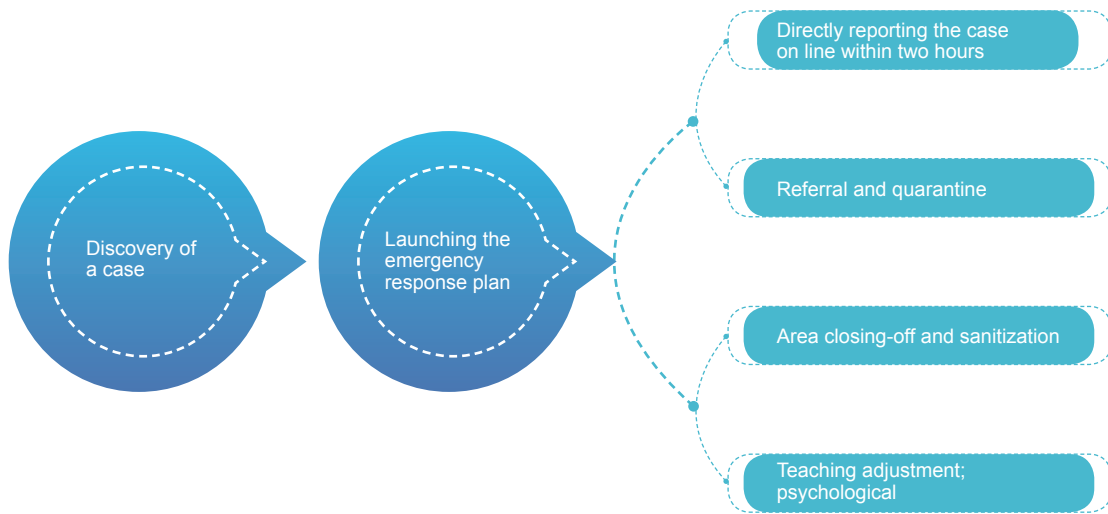 Discovery of
a case
Launching the
emergency
response plan
Directly reporting the case
on line within two hours
Referral and quarantine
Area closing-off and sanitization
Teaching adjustment;
psychological